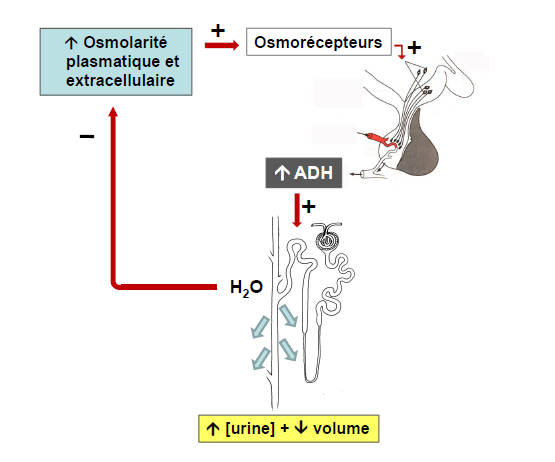 ↑ Osmolarité
plasmatique et
extracellulaire
+
Osmorécepteurs
+
–
↑ ADH
+
H₂O
↑ [urine] + ↓ volume